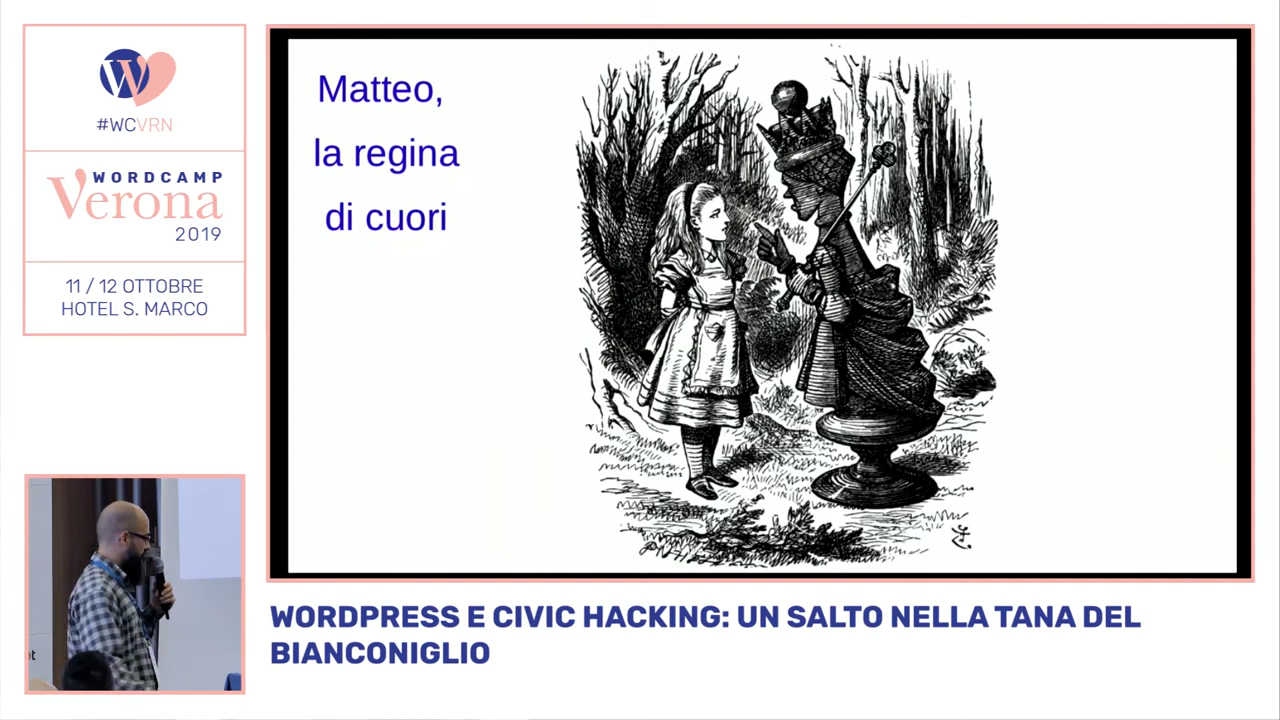 #WCVRN
WORDCAMP
Verona
2019
11 / 12 OTTOBRE
HOTEL S. MARCO
Matteo,
la regina
di cuori
WORDPRESS E CIVIC HACKING: UN SALTO NELLA TANA DEL
BIANCONIGLIO